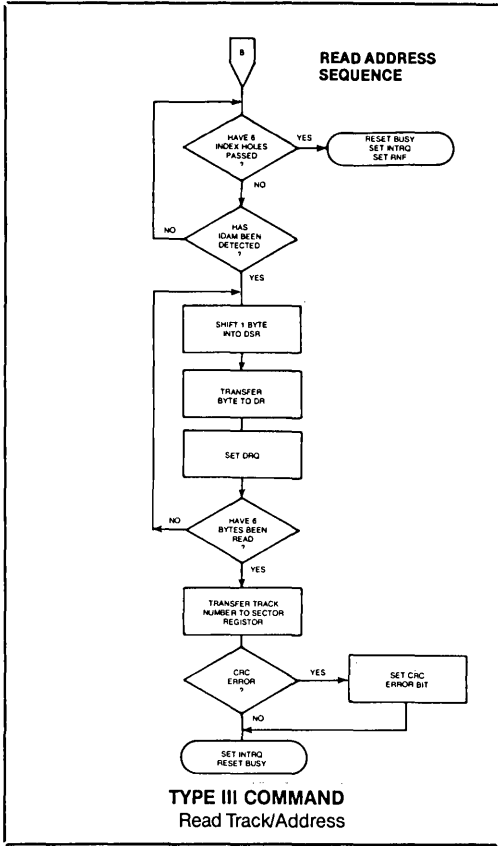 B
READ ADDRESS
SEQUENCE
HAVE 6
INDEX HOLES
PASSED
?
YES
RESET BUSY
SET INTRQ
SET RNF
NO
HAS
IDAM BEEN
DETECTED
?
NO
YES
SHIFT 1 BYTE
INTO DSR
TRANSFER
BYTE TO DR
SET DRQ
HAVE 6
BYTES BEEN
READ
?
NO
YES
TRANSFER TRACK
NUMBER TO SECTOR
REGISTOR
CRC
ERROR
?
YES
SET CRC
ERROR BIT
NO
SET INTRQ
RESET BUSY
TYPE III COMMAND
Read Track/Address